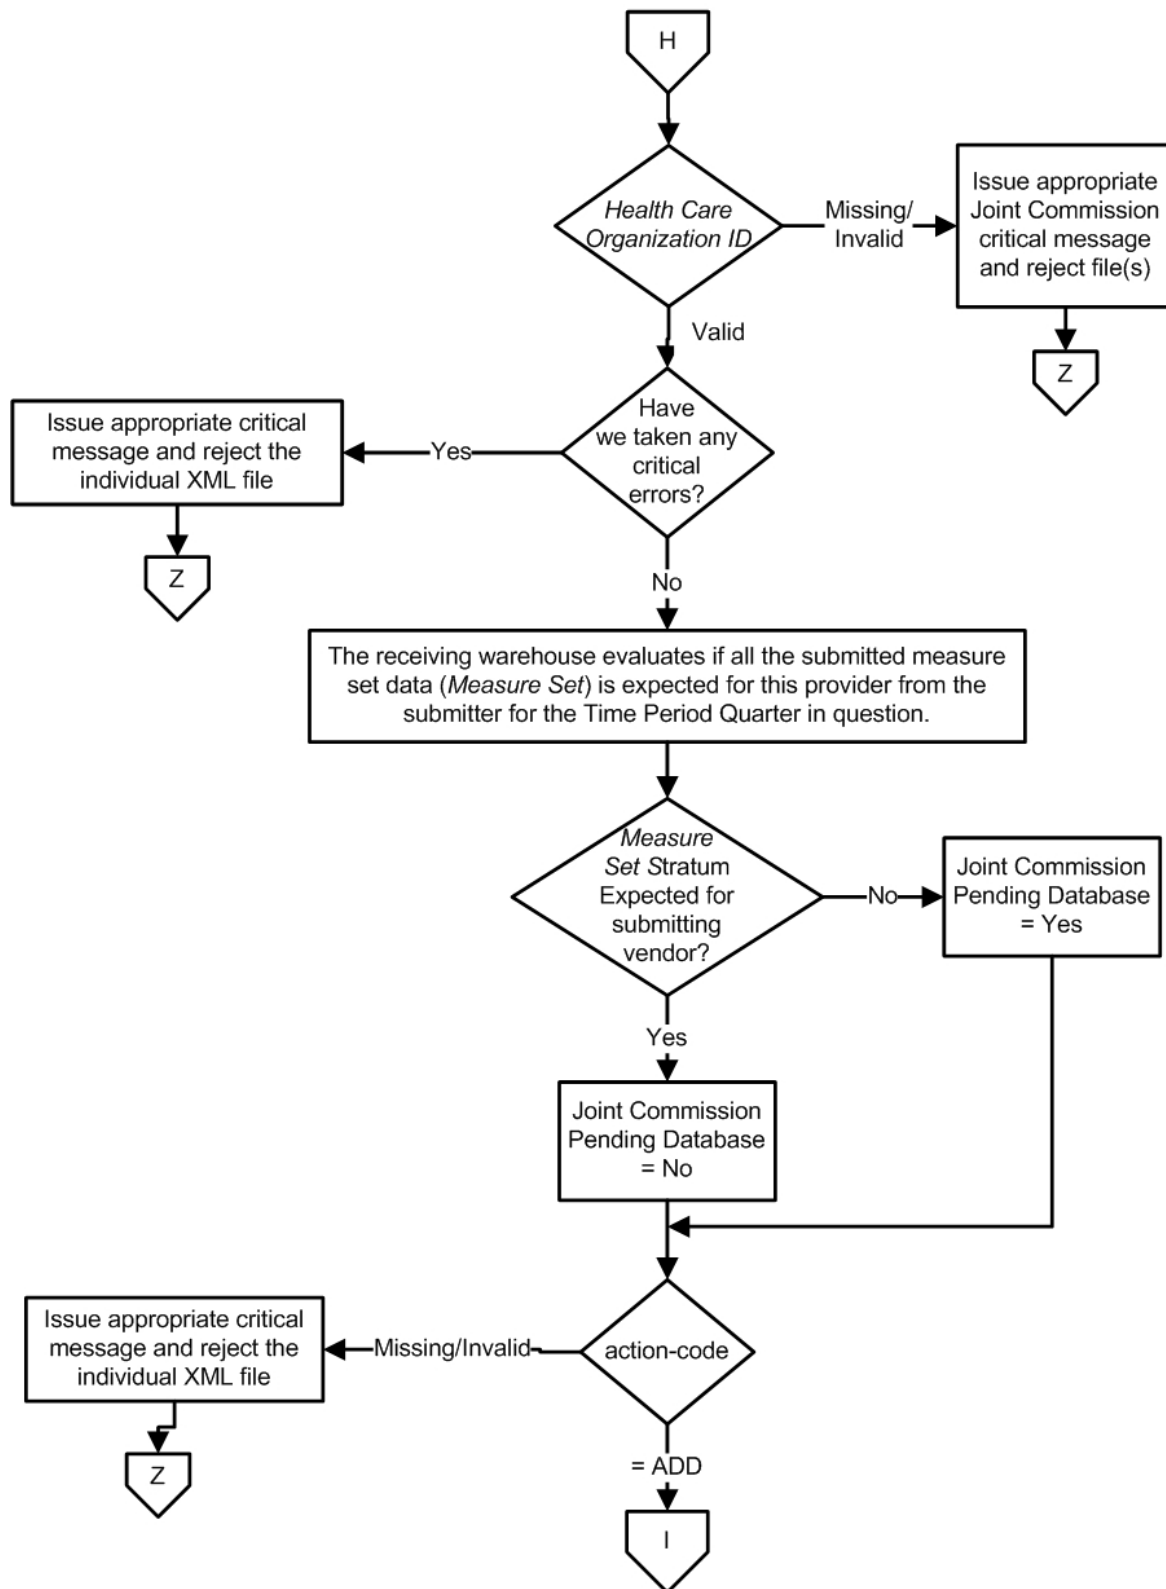 H
Health Care
Organization ID
Missing/
Invalid
Issue appropriate
Joint Commission
critical message
and reject file(s)
Z
Valid
Have
we taken any
critical
errors?
Yes
Issue appropriate critical
message and reject the
individual XML file
Z
No
The receiving warehouse evaluates if all the submitted measure
set data (Measure Set) is expected for this provider from the
submitter for the Time Period Quarter in question.
Measure
Set Stratum
Expected for
submitting
vendor?
No
Joint Commission
Pending Database
= Yes
Yes
Joint Commission
Pending Database
= No
action-code
Missing/Invalid
Issue appropriate critical
message and reject the
individual XML file
Z
= ADD
I